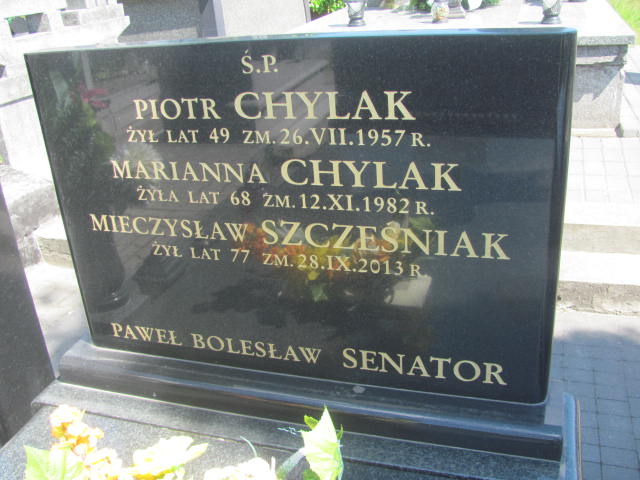 Ś.P.
PIOTR CHYLAK
ŻYŁ LAT 49 ZM. 26.VII.1957 R.
MARIANNA CHYLAK
ŻYŁA LAT 68 ZM. 12.XI.1982 R.
MIECZYSŁAW SZCZEŚNIAK
ŻYŁ LAT 77 ZM. 28.IX.2013 R.
PAWEŁ BOLESŁAW SENATOR